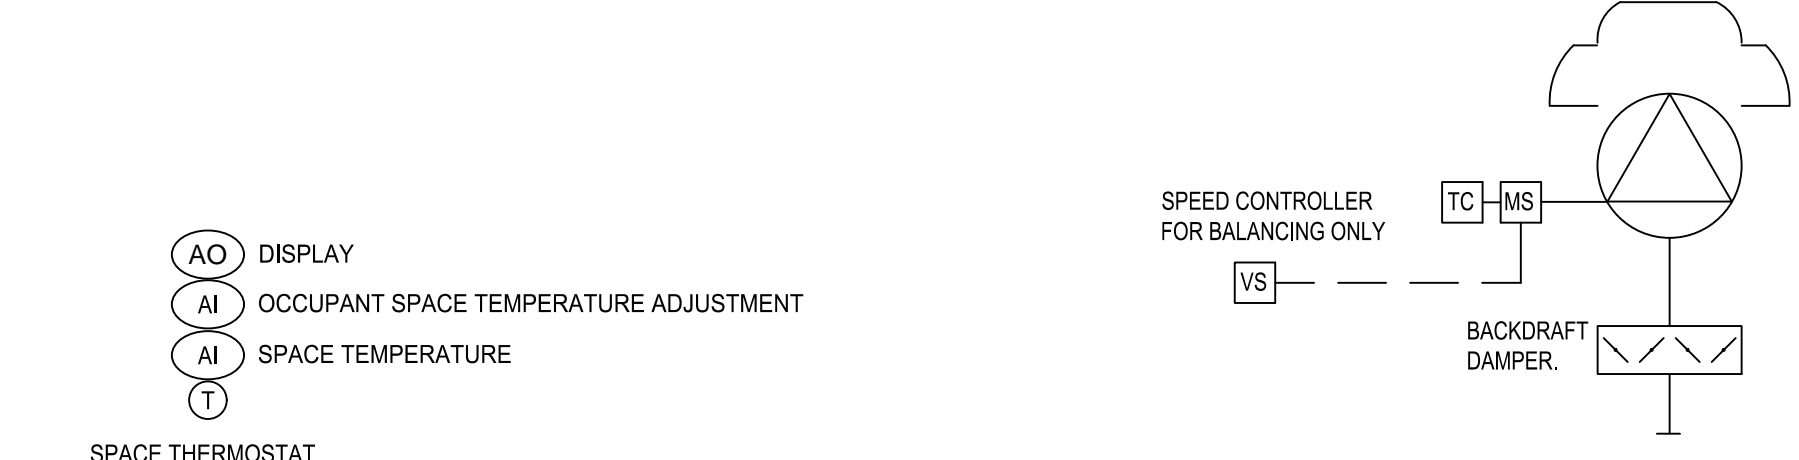 SPEED CONTROLLER
FOR BALANCING ONLY
TC
MS
VS
BACKDRAFT
DAMPER.
AO DISPLAY
AI OCCUPANT SPACE TEMPERATURE ADJUSTMENT
AI SPACE TEMPERATURE
T
SPACE THERMOSTAT